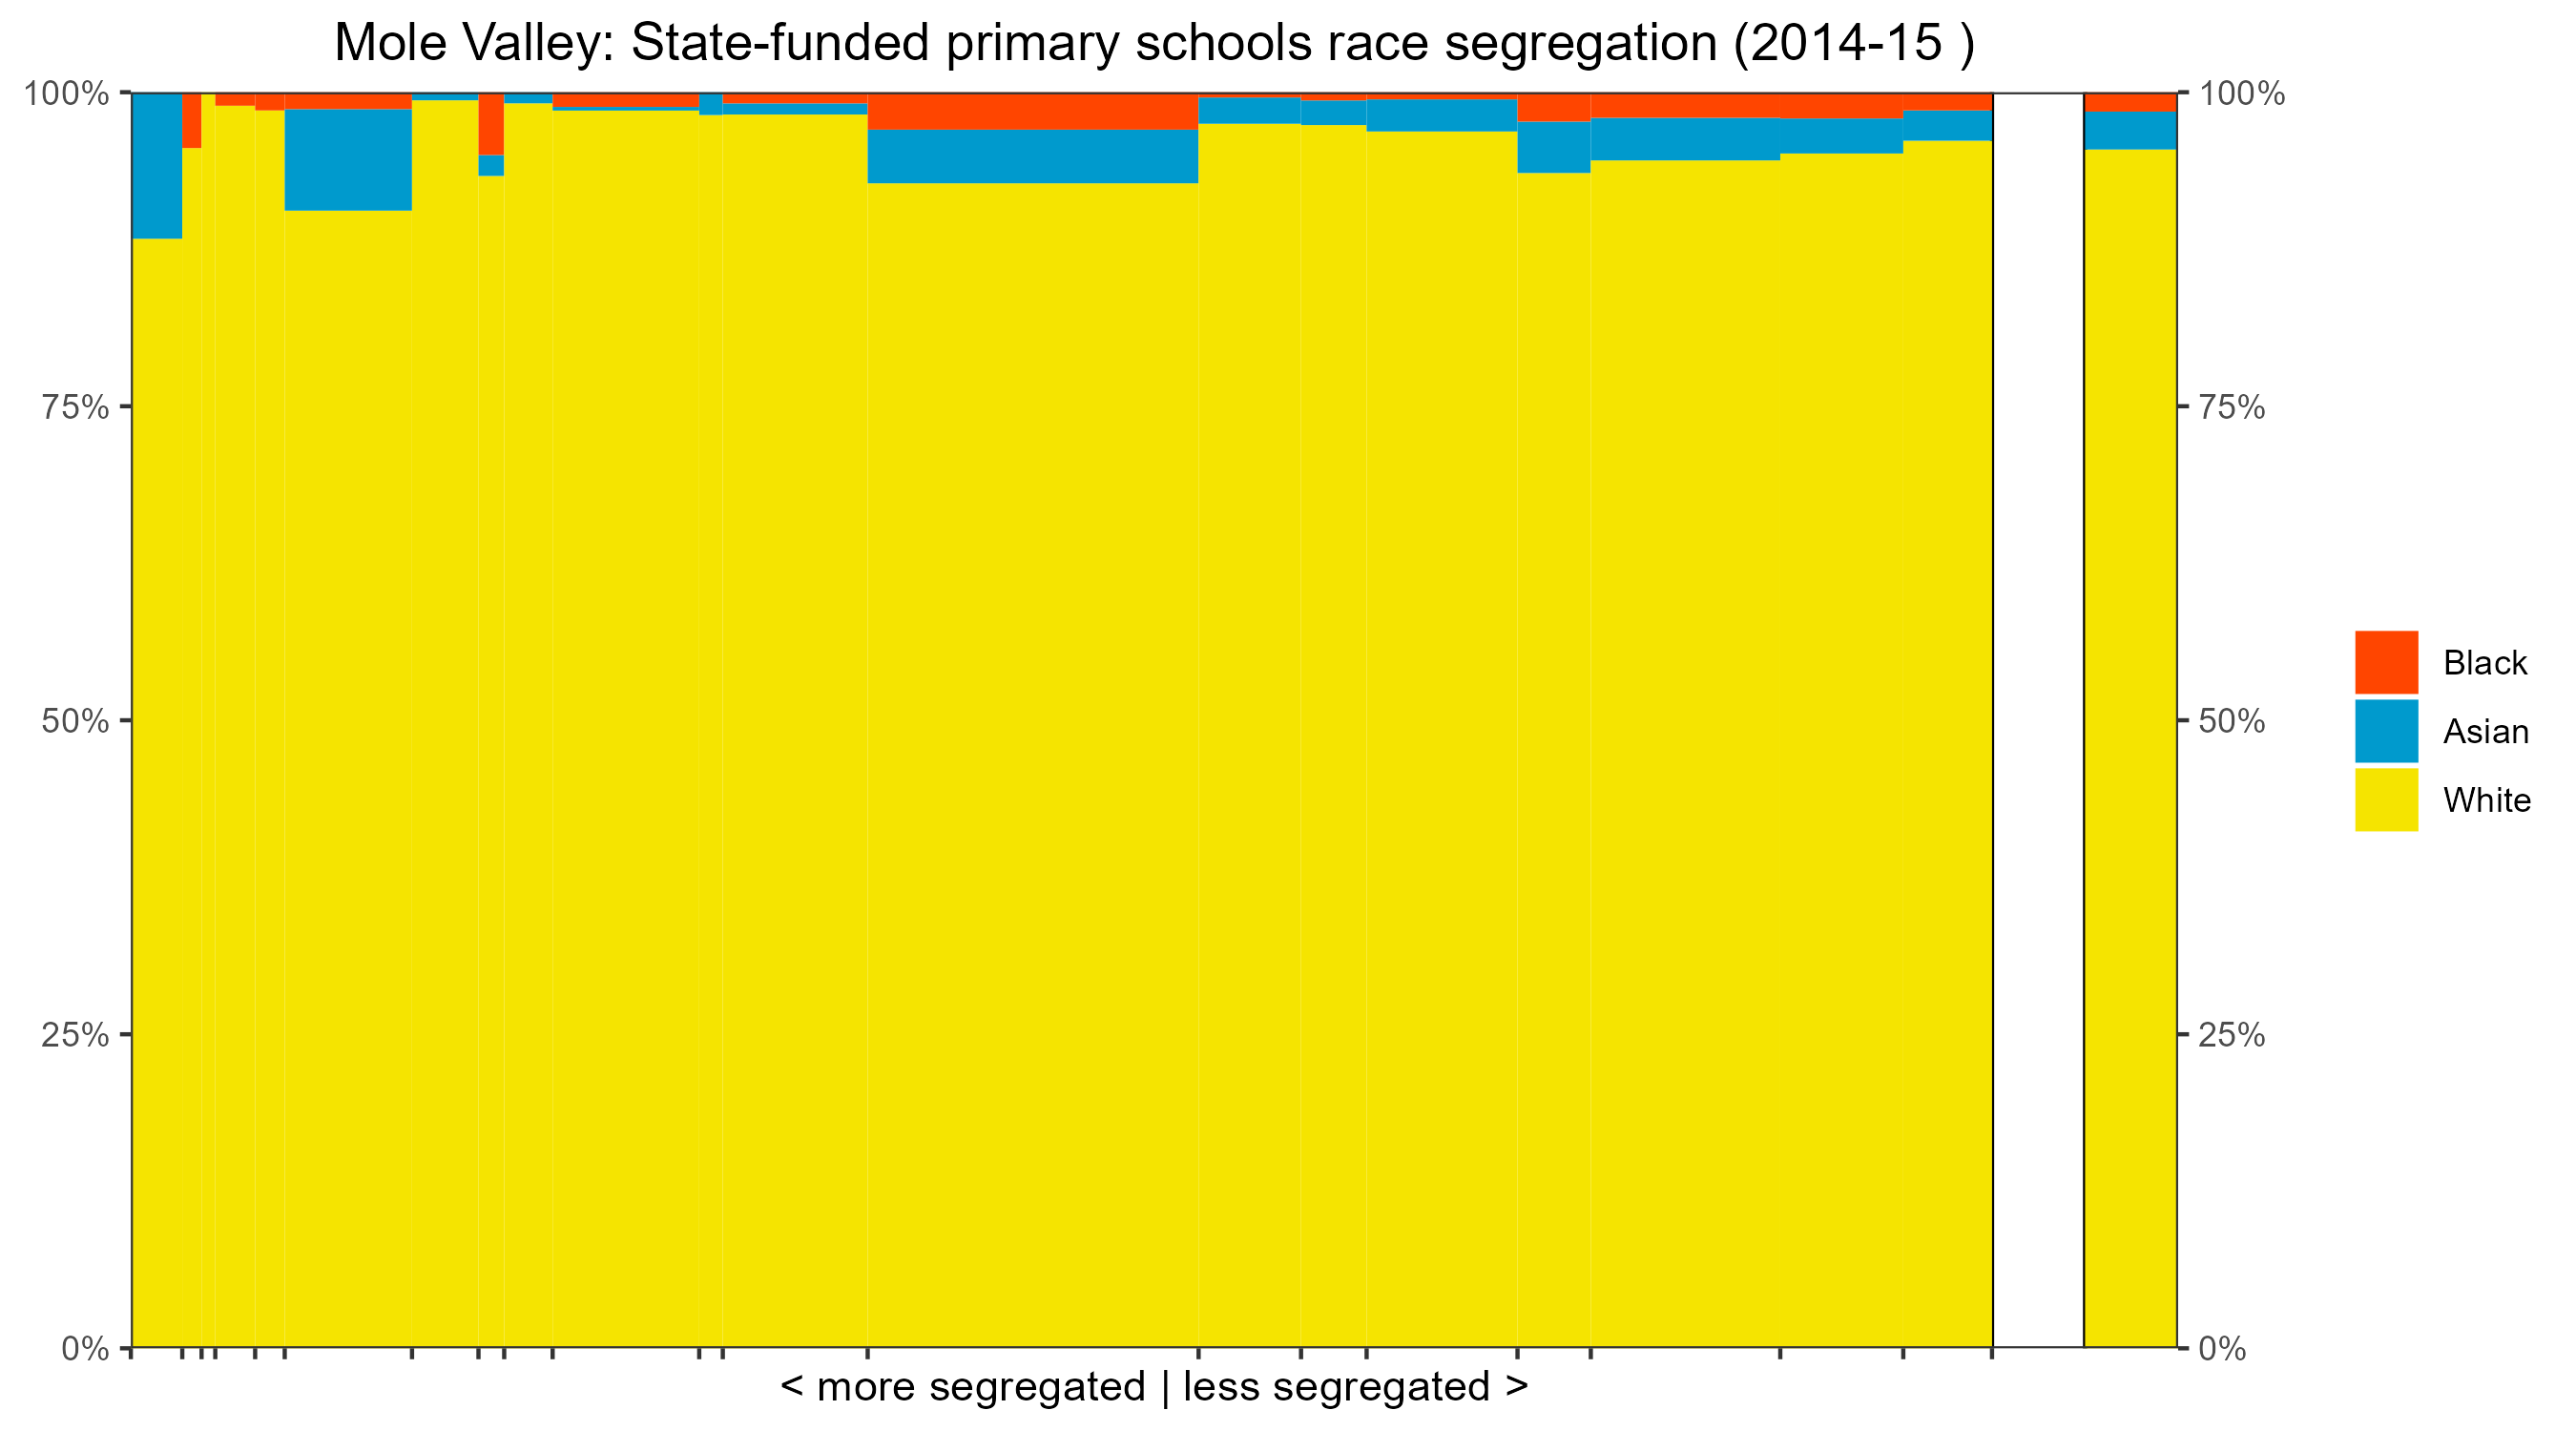 Mole Valley: State-funded primary schools race segregation (2014-15 )
100%
100%
75%
75%
Black
50%
50%
Asian
White
25%
25%
0%
0%
< more segregated | less segregated >